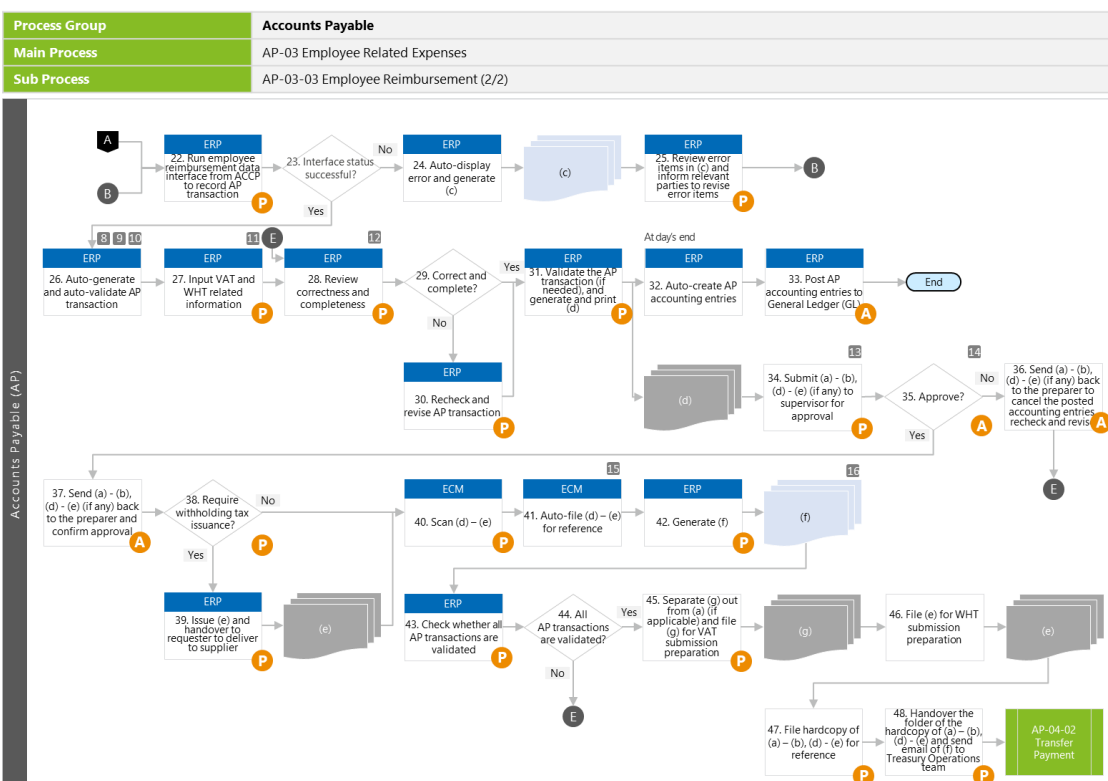 Process Group
Accounts Payable
Main Process
AP-03 Employee Related Expenses
Sub Process
AP-03-03 Employee Reimbursement (2/2)
Accounts Payable (AP)
A
B
ERP
22. Run employee
reimbursement data
interface from ACCP
to record AP
transaction
P
23. Interface status
successful?
No
Yes
ERP
24. Auto-display
error and generate
(c)
(c)
ERP
25. Review error
items in (c) and
inform relevant
parties to revise
error items
P
B
8
9
10
ERP
26. Auto-generate
and auto-validate AP
transaction
11
E
ERP
27. Input VAT and
WHT related
information
P
12
ERP
28. Review
correctness and
completeness
P
29. Correct and
complete?
Yes
No
ERP
30. Recheck and
revise AP transaction
P
ERP
31. Validate the AP
transaction (if
needed), and
generate and print
(d)
P
At day's end
ERP
32. Auto-create AP
accounting entries
ERP
33. Post AP
accounting entries to
General Ledger (GL)
A
End
(d)
13
34. Submit (a) - (b),
(d) - (e) (if any) to
supervisor for
approval
P
14
35. Approve?
A
No
Yes
36. Send (a) - (b),
(d) - (e) (if any) back
to the preparer to
cancel the posted
accounting entries,
recheck and revise
A
E
37. Send (a) - (b),
(d) - (e) (if any) back
to the preparer and
confirm approval
A
38. Require
withholding tax
issuance?
P
No
Yes
ERP
39. Issue (e) and
handover to
requester to deliver
to supplier
P
(e)
ECM
40. Scan (d) – (e)
P
15
ECM
41. Auto-file (d) – (e)
for reference
ERP
42. Generate (f)
P
16
(f)
ERP
43. Check whether all
AP transactions are
validated
P
44. All
AP transactions
are validated?
Yes
No
E
45. Separate (g) out
from (a) (if
applicable) and file
(g) for VAT
submission
preparation
P
(g)
46. File (e) for WHT
submission
preparation
(e)
47. File hardcopy of
(a) – (b), (d) - (e) for
reference
P
48. Handover the
folder of the
hardcopy of (a) – (b),
(d) - (e) and send
email of (f) to
Treasury Operations
team
P
AP-04-02
Transfer
Payment